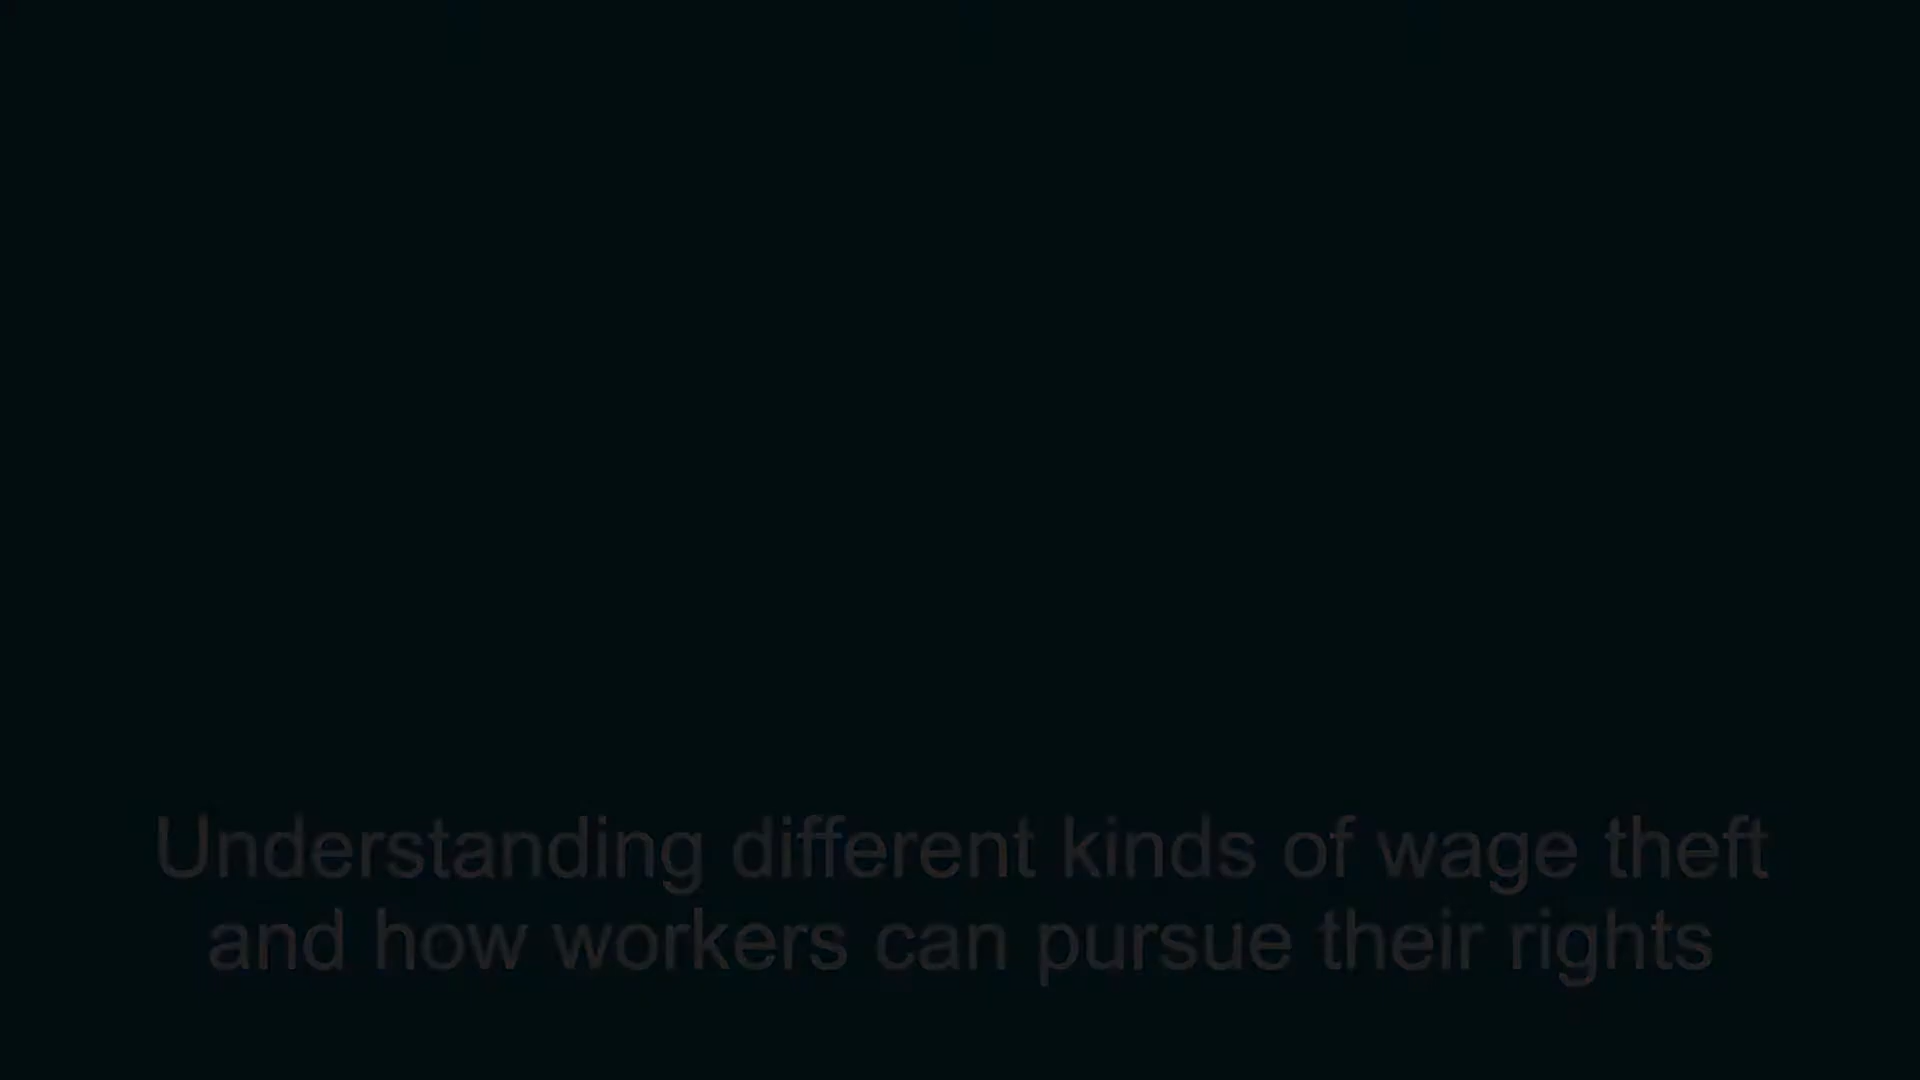 Understanding different kinds of wage theft
and how workers can pursue their rights